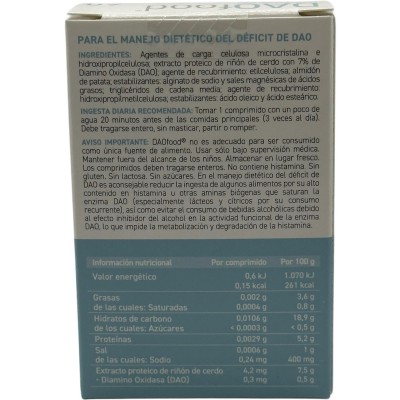 DAOfood
PARA EL MANEJO DIETÉTICO DEL DÉFICIT DE DAO
INGREDIENTES: Agentes de carga: celulosa microcristalina e
hidroxipropilcelulosa; extracto proteico de riñón de cerdo con 7% de
Diamino Oxidasa (DAO); agente de recubrimiento: etilcelulosa; almidón
de patata; estabilizantes: alginato de sodio y sales magnésicas de ácidos
grasos; triglicéridos de cadena media; agente de recubrimiento:
hidroxipropilmetilcelulosa; estabilizantes: ácido oleico y ácido esteárico.
INGESTA DIARIA RECOMENDADA: Tomar 1 comprimido con un poco de
agua 20 minutos antes de las comidas principales (3 veces al día).
Debe tragarse entero, sin masticar, partir o romper.
AVISO IMPORTANTE: DAOfood® no es adecuado para ser consumido
como única fuente de alimento. Usar sólo bajo supervisión médica.
Mantener fuera del alcance de los niños. Almacenar en lugar fresco.
Los comprimidos deben tragarse enteros. No contiene histamina. Sin
gluten. Sin lactosa. Sin azúcares. En el manejo dietético del déficit de
DAO es aconsejable reducir la ingesta de algunos alimentos por su alto
contenido en histamina u otras aminas biógenas que saturan la
enzima DAO (especialmente lácteos y cítricos por su consumo
recurrente), así como evitar el consumo de bebidas alcohólicas debido
al efecto inhibidor del alcohol en la actividad funcional de la enzima
DAO, lo que impide la metabolización y degradación de la histamina.
Información nutricional Por comprimido Por 100 g
Valor energético 0,6 kJ 1.070 kJ
0,15 kcal 261 kcal
Grasas 0,002 g 3,6 g
de las cuales: Saturadas 0,0004 g 0,8 g
Hidratos de carbono 0,0106 g 18,9 g
de los cuales: Azúcares < 0,0003 g < 0,5 g
Proteínas 0,0029 g 5,2 g
Sal 0,0006 g 1 g
de las cuales: Sodio 0,24 mg 400 mg
Extracto proteico de riñón de cerdo 4,2 mg 7,5 g
- Diamino Oxidasa (DAO) 0,3 mg 0,5 g